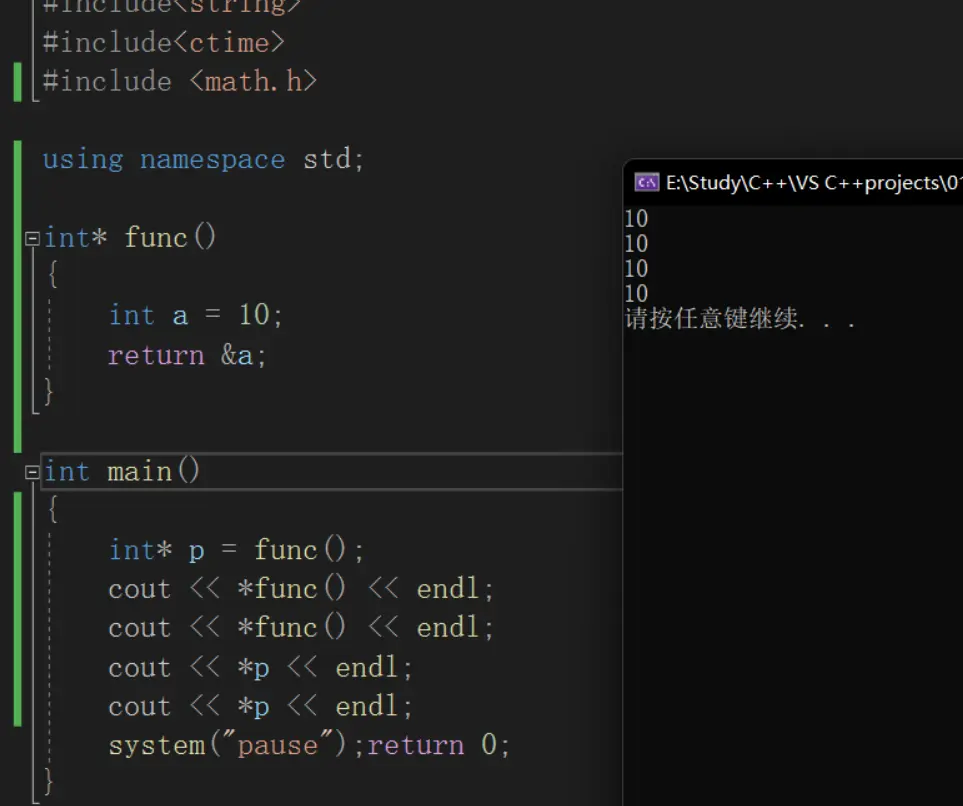 #include<string>
#include<ctime>
#include <math.h>
using namespace std;
int* func()
{
int a = 10;
return &a;
}
int main()
{
int* p = func();
cout << *func() << endl;
cout << *func() << endl;
cout << *p << endl;
cout << *p << endl;
system("pause");return 0;
}
E:\Study\C++\VS C++projects\01
10
10
10
10
请按任意键继续. . .